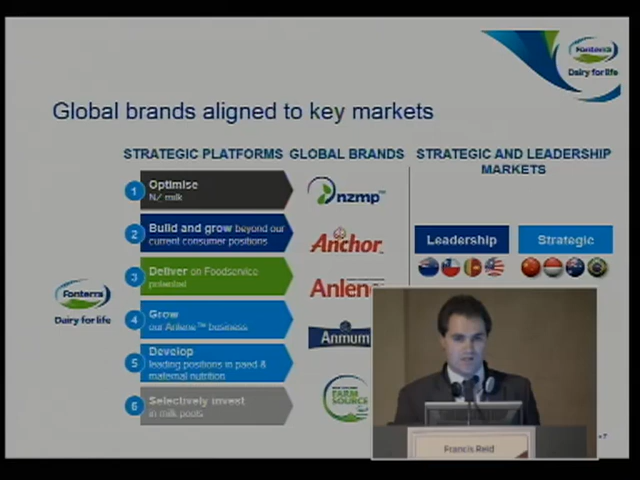 Fonterra
Dairy for life
Global brands aligned to key markets
STRATEGIC PLATFORMS
GLOBAL BRANDS
STRATEGIC AND LEADERSHIP
MARKETS
1
Optimise
NZ milk
2
Build and grow beyond our
current consumer positions
3
Deliver on Foodservice
potential
4
Grow
our Anlene™ business
5
Develop
leading positions in paed &
maternal nutrition
6
Selectively invest
in milk pools
Fonterra
Dairy for life
nzmp™
Anchor
Anlene
Anmum
FARM
SOURCE
Leadership
Strategic
Francis Reid